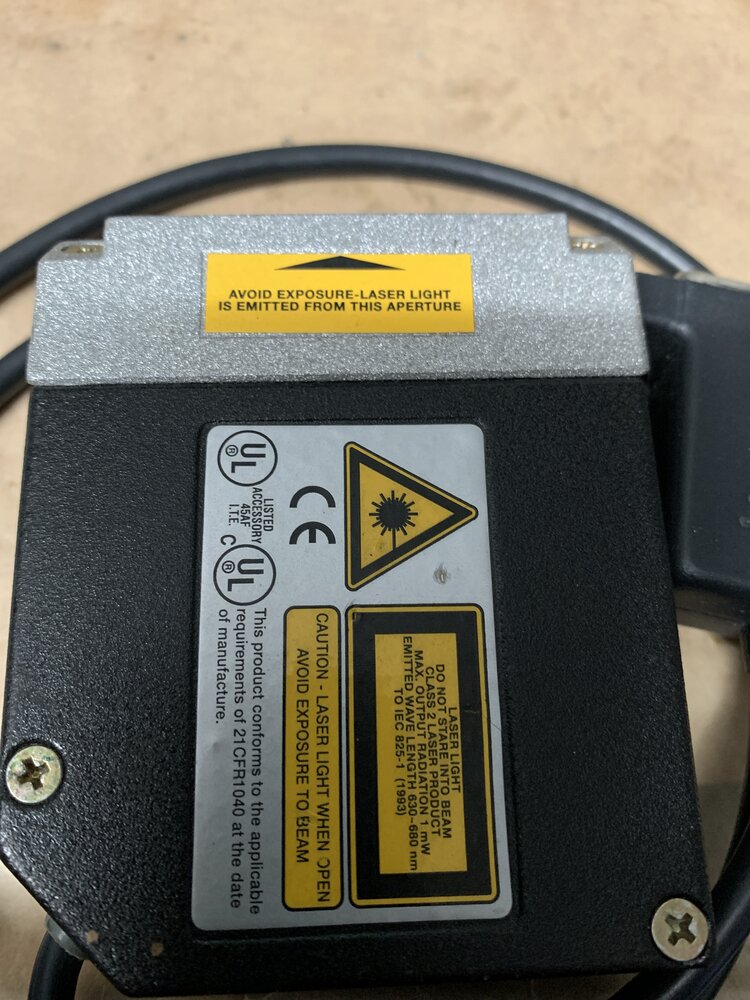 AVOID EXPOSURE-LASER LIGHT
IS EMITTED FROM THIS APERTURE
LASER LIGHT
DO NOT STARE INTO BEAM
CLASS 2 LASER PRODUCT
MAX. OUTPUT RADIATION 1 mW
EMITTED WAVE LENGTH 630-680 nm
TO IEC 825-1 (1993)
CE
CAUTION - LASER LIGHT WHEN OPEN
AVOID EXPOSURE TO BEAM
UL ®
LISTED
ACCESSORY
45AF
I.T.E.
C UL ®
This product conforms to the applicable
requirements of 21CFR1040 at the date
of manufacture.